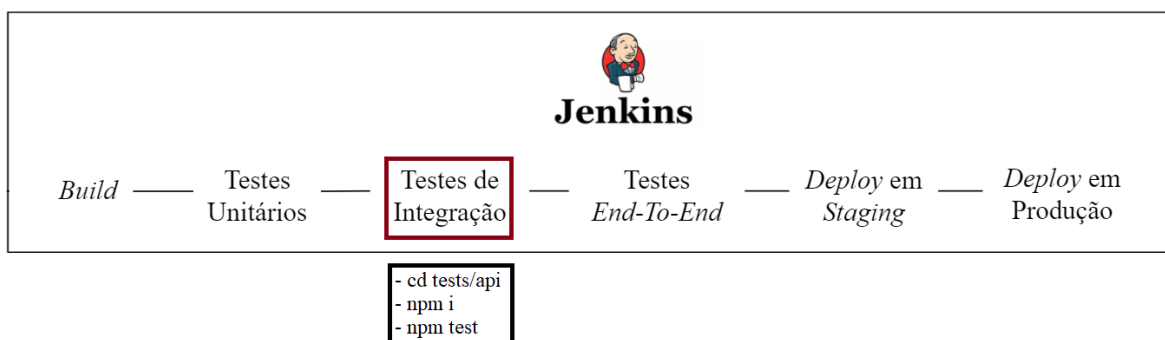 Jenkins
Build
Testes
Unitários
Testes de
Integração
Testes
End-To-End
Deploy em
Staging
Deploy em
Produção
- cd tests/api
- npm i
- npm test